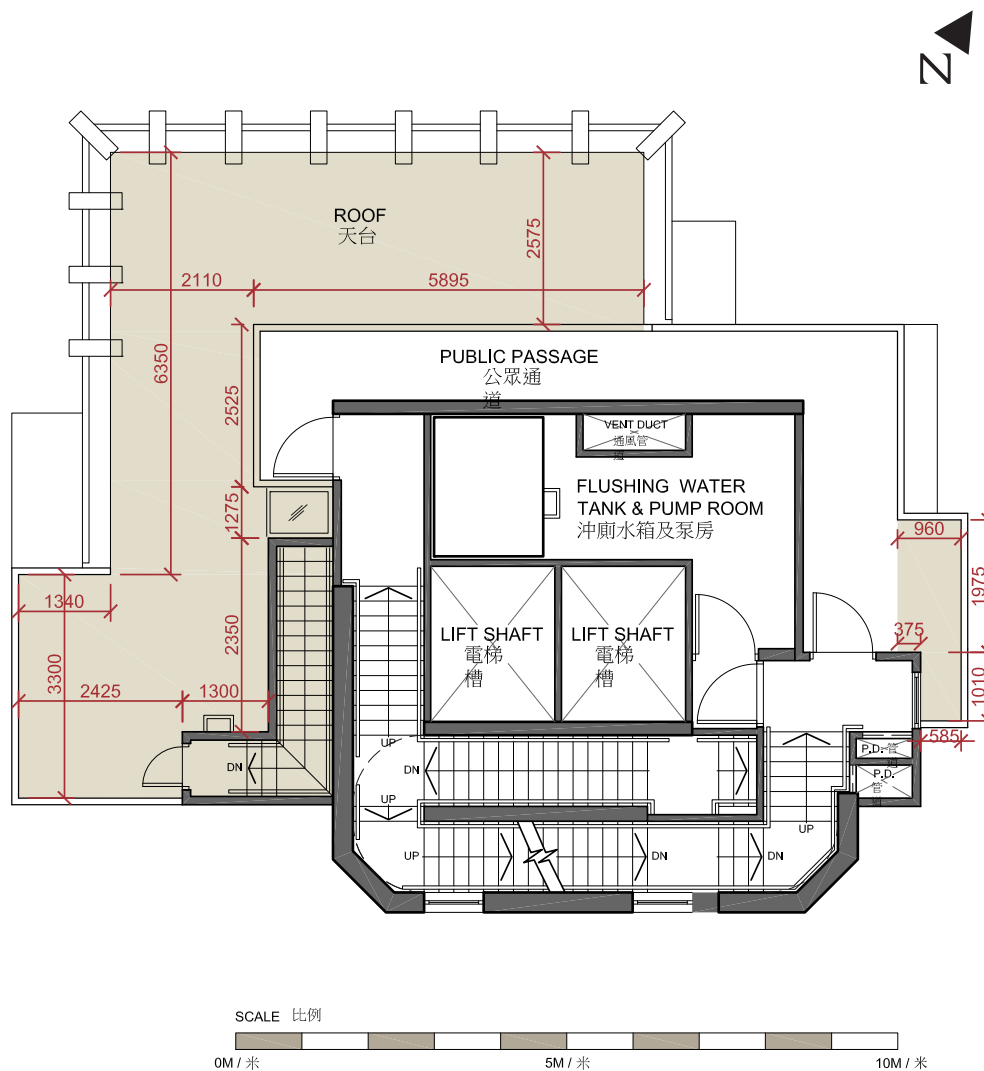 N
ROOF
天台
2575
2110
5895
PUBLIC PASSAGE
公眾通
道
6350
2525
VENT DUCT
通風管
道
FLUSHING WATER
TANK & PUMP ROOM
沖廁水箱及泵房
1275
960
1975
1340
2350
375
LIFT SHAFT
電梯
槽
LIFT SHAFT
電梯
槽
3300
2425
1300
1010
585
UP
P.D.
管
道
DN
DN
P.D.
管
道
UP
UP
UP
DN
DN
SCALE 比例
0M / 米
5M / 米
10M / 米